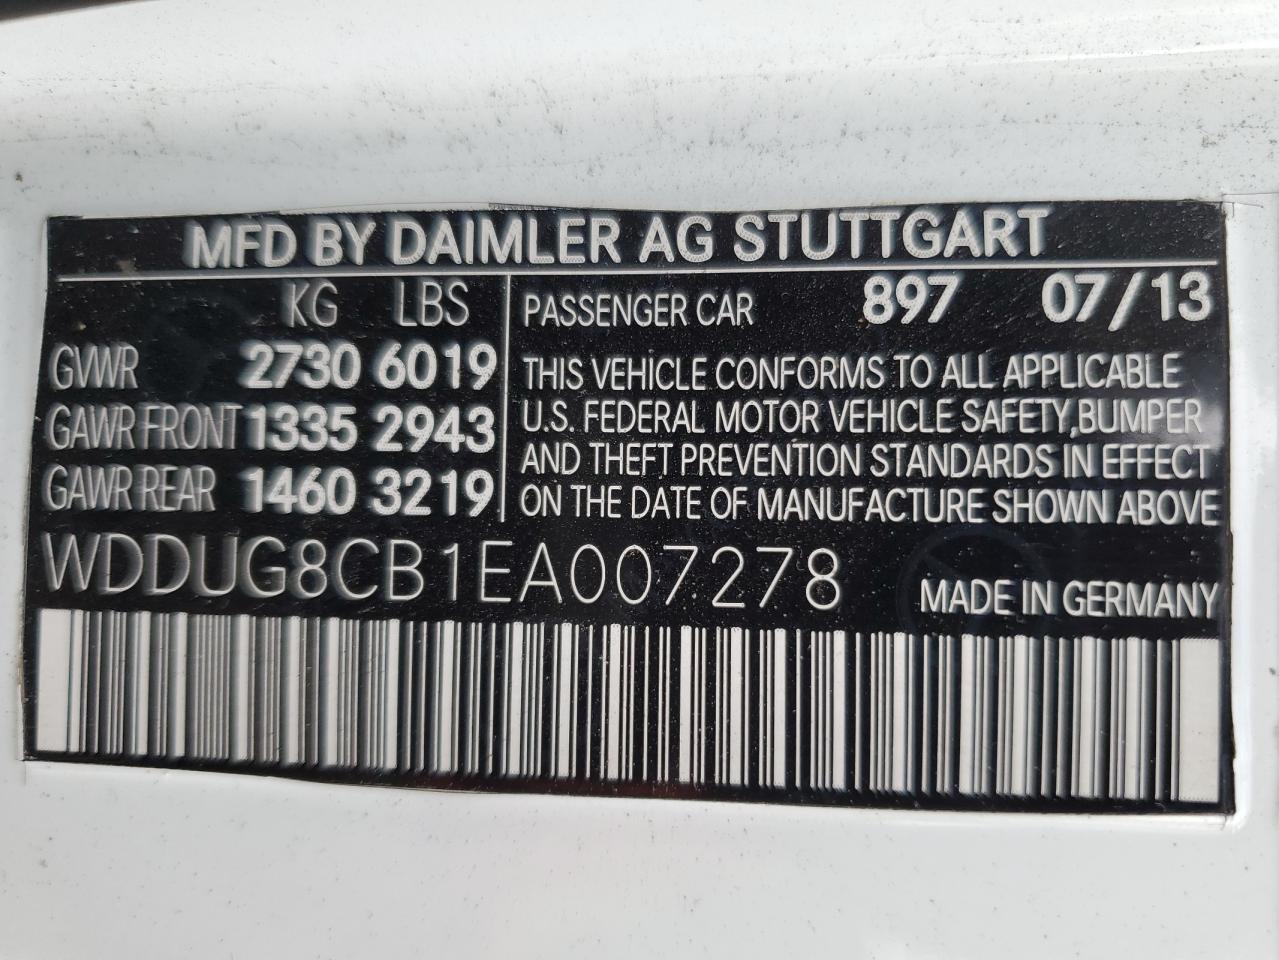 MFD BY DAIMLER AG STUTTGART
KG LBS
GVWR 2730 6019
GAWR FRONT 1335 2943
GAWR REAR 1460 3219
PASSENGER CAR 897 07/13
THIS VEHICLE CONFORMS TO ALL APPLICABLE
U.S. FEDERAL MOTOR VEHICLE SAFETY,BUMPER
AND THEFT PREVENTION STANDARDS IN EFFECT
ON THE DATE OF MANUFACTURE SHOWN ABOVE
WDDUG8CB1EA007278
MADE IN GERMANY